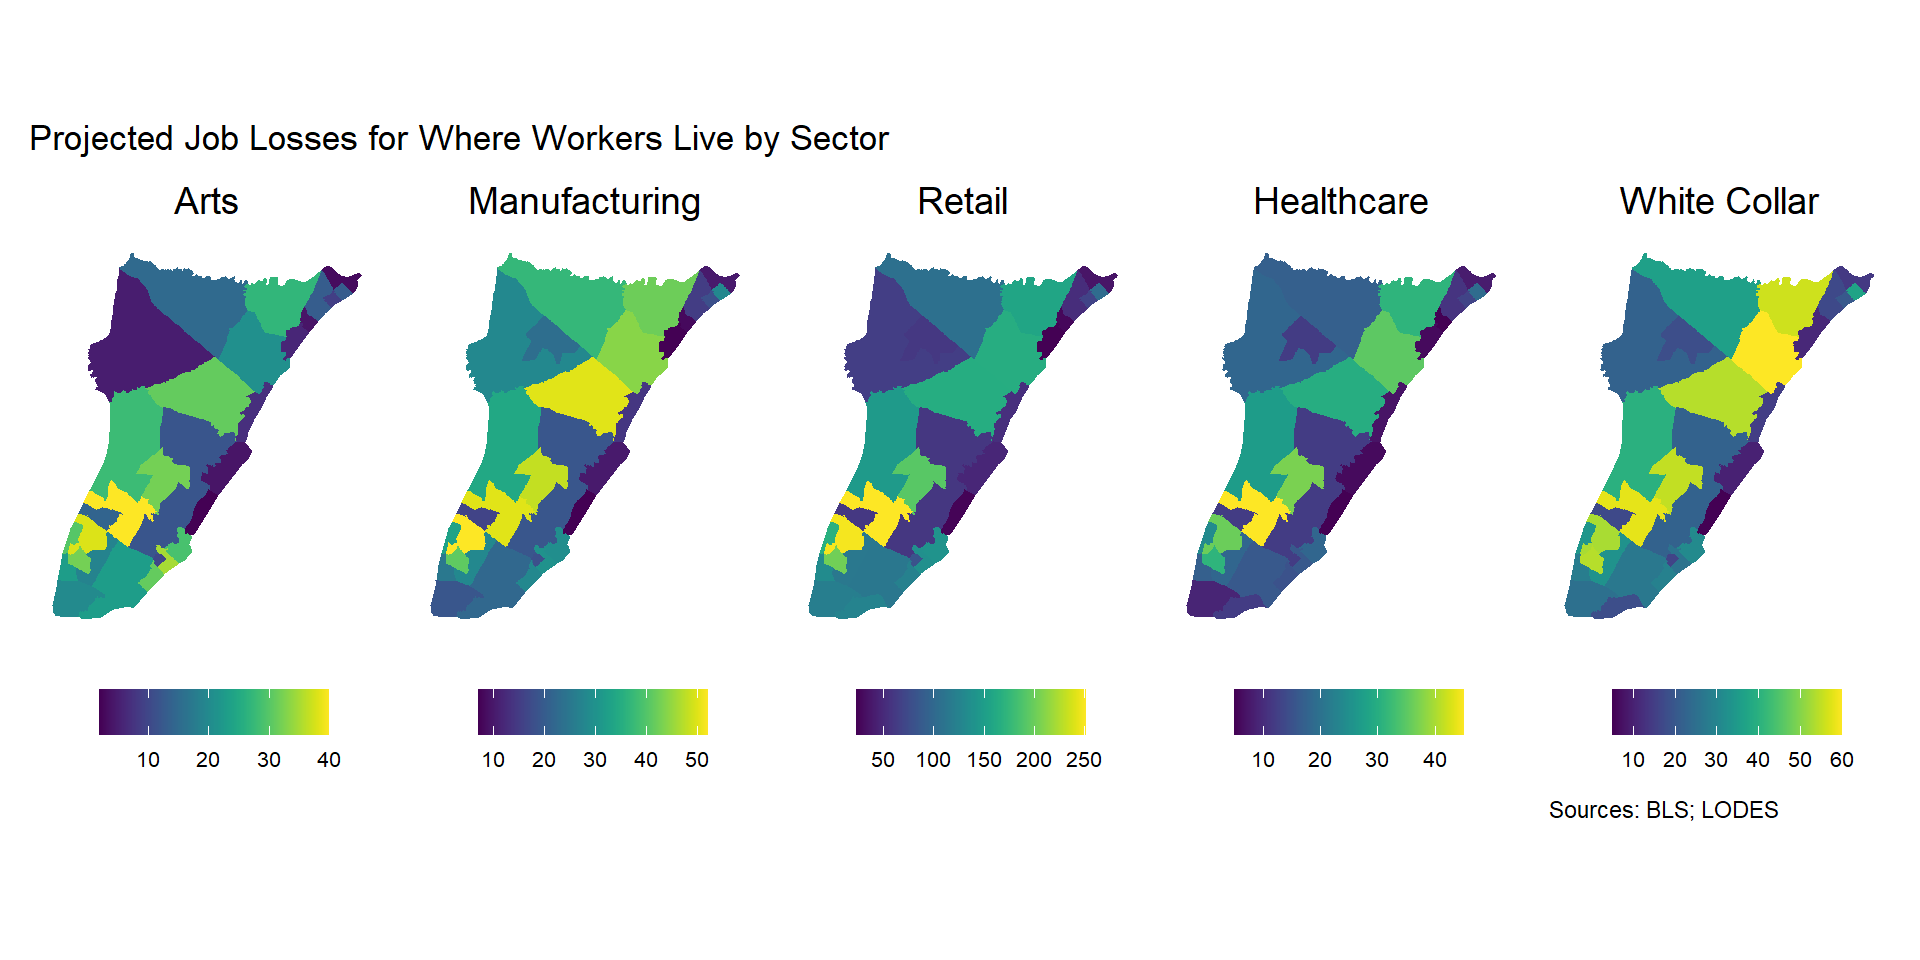 Projected Job Losses for Where Workers Live by Sector
Arts
Manufacturing
Retail
Healthcare
White Collar
10 20 30 40
10 20 30 40 50
50 100 150 200 250
10 20 30 40
10 20 30 40 50 60
Sources: BLS; LODES